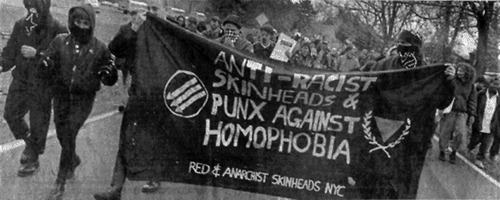 ANTI-RACIST
SKINHEADS &
PUNX AGAINST
HOMOPHOBIA
RED & ANARCHIST SKINHEADS NYC